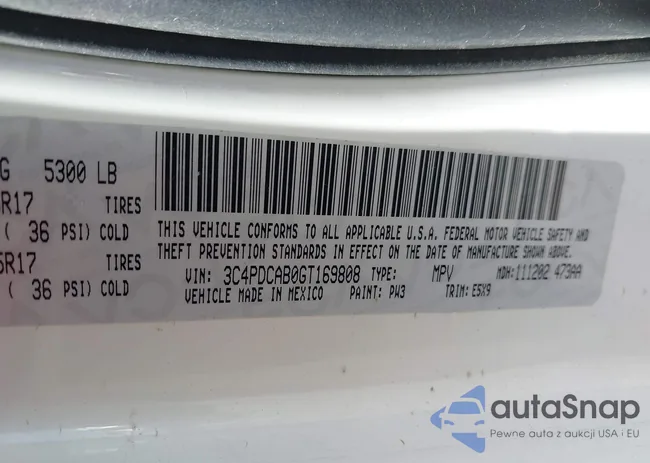 G 5300 LB
R17 TIRES
( 36 PSI) COLD
R17 TIRES
( 36 PSI) COLD
THIS VEHICLE CONFORMS TO ALL APPLICABLE U.S.A. FEDERAL MOTOR VEHICLE SAFETY AND
THEFT PREVENTION STANDARDS IN EFFECT ON THE DATE OF MANUFACTURE SHOWN ABOVE.
VIN: 3C4PDCAB0GT169808 TYPE: MPV MDH: 111202 473AA
VEHICLE MADE IN MEXICO PAINT: PW3 TRIM: E5X9
autaSnap
Pewne auta z aukcji USA i EU